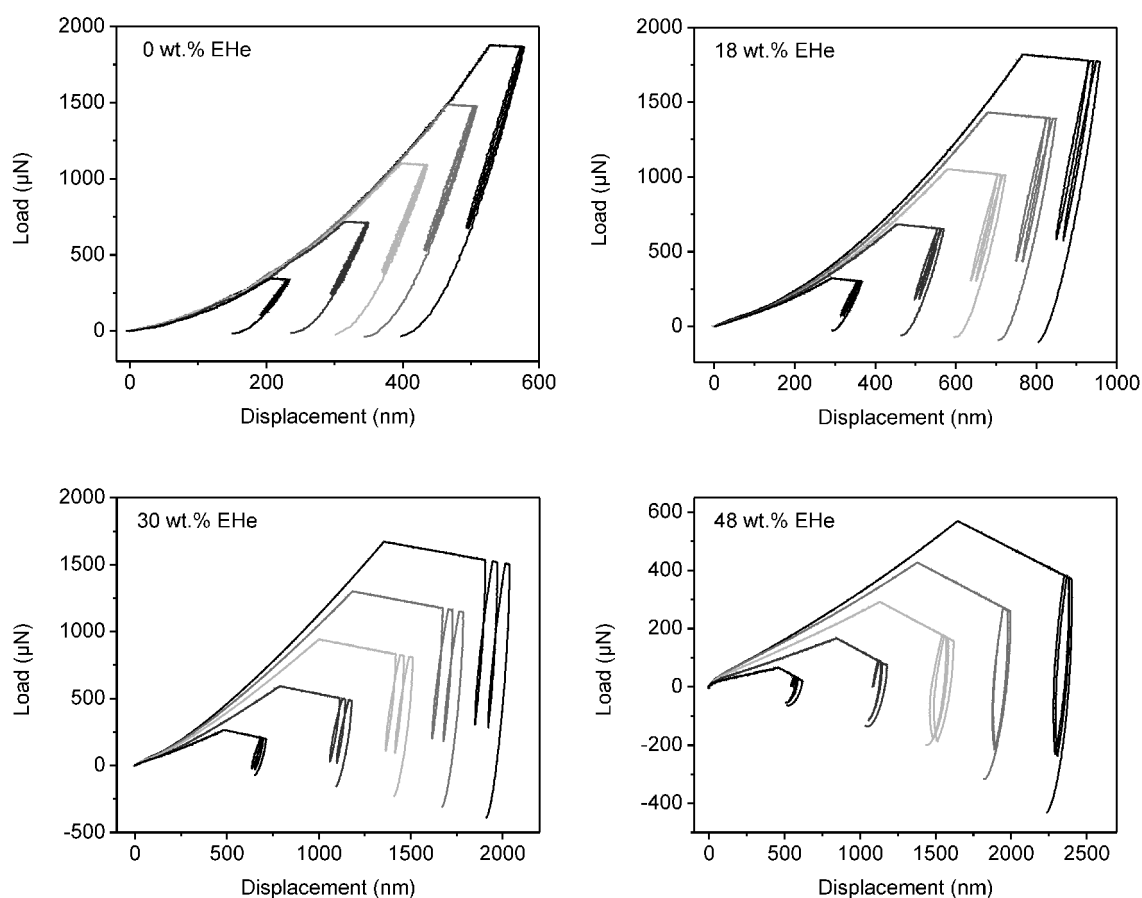 0 wt.% EHe
2000
1500
1000
500
0
Load (µN)
0 200 400 600
Displacement (nm)
18 wt.% EHe
2000
1500
1000
500
0
Load (µN)
0 200 400 600 800 1000
Displacement (nm)
30 wt.% EHe
2000
1500
1000
500
0
-500
Load (µN)
0 500 1000 1500 2000
Displacement (nm)
48 wt.% EHe
600
400
200
0
-200
-400
Load (µN)
0 500 1000 1500 2000 2500
Displacement (nm)